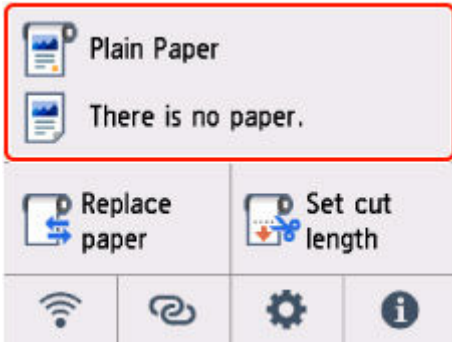 Plain Paper
There is no paper.
Replace
paper
Set cut
length